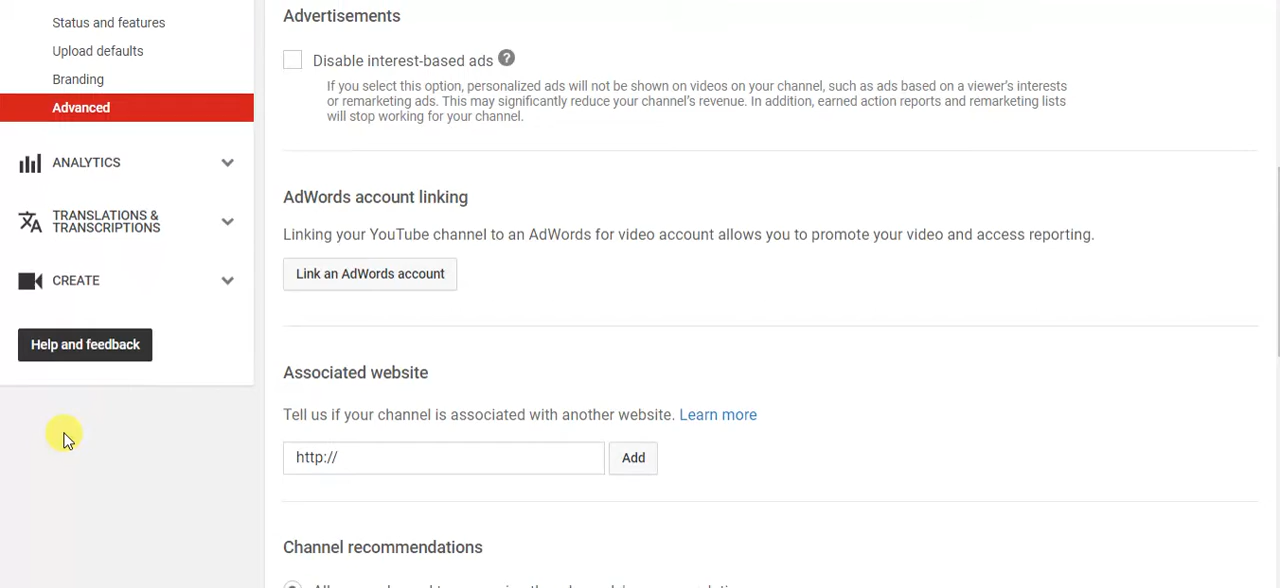 Status and features
Upload defaults
Branding
Advanced
ANALYTICS
TRANSLATIONS &
TRANSCRIPTIONS
CREATE
Help and feedback
Advertisements
Disable interest-based ads ?
If you select this option, personalized ads will not be shown on videos on your channel, such as ads based on a viewer's interests
or remarketing ads. This may significantly reduce your channel's revenue. In addition, earned action reports and remarketing lists
will stop working for your channel.
AdWords account linking
Linking your YouTube channel to an AdWords for video account allows you to promote your video and access reporting.
Link an AdWords account
Associated website
Tell us if your channel is associated with another website. Learn more
http://
Add
Channel recommendations